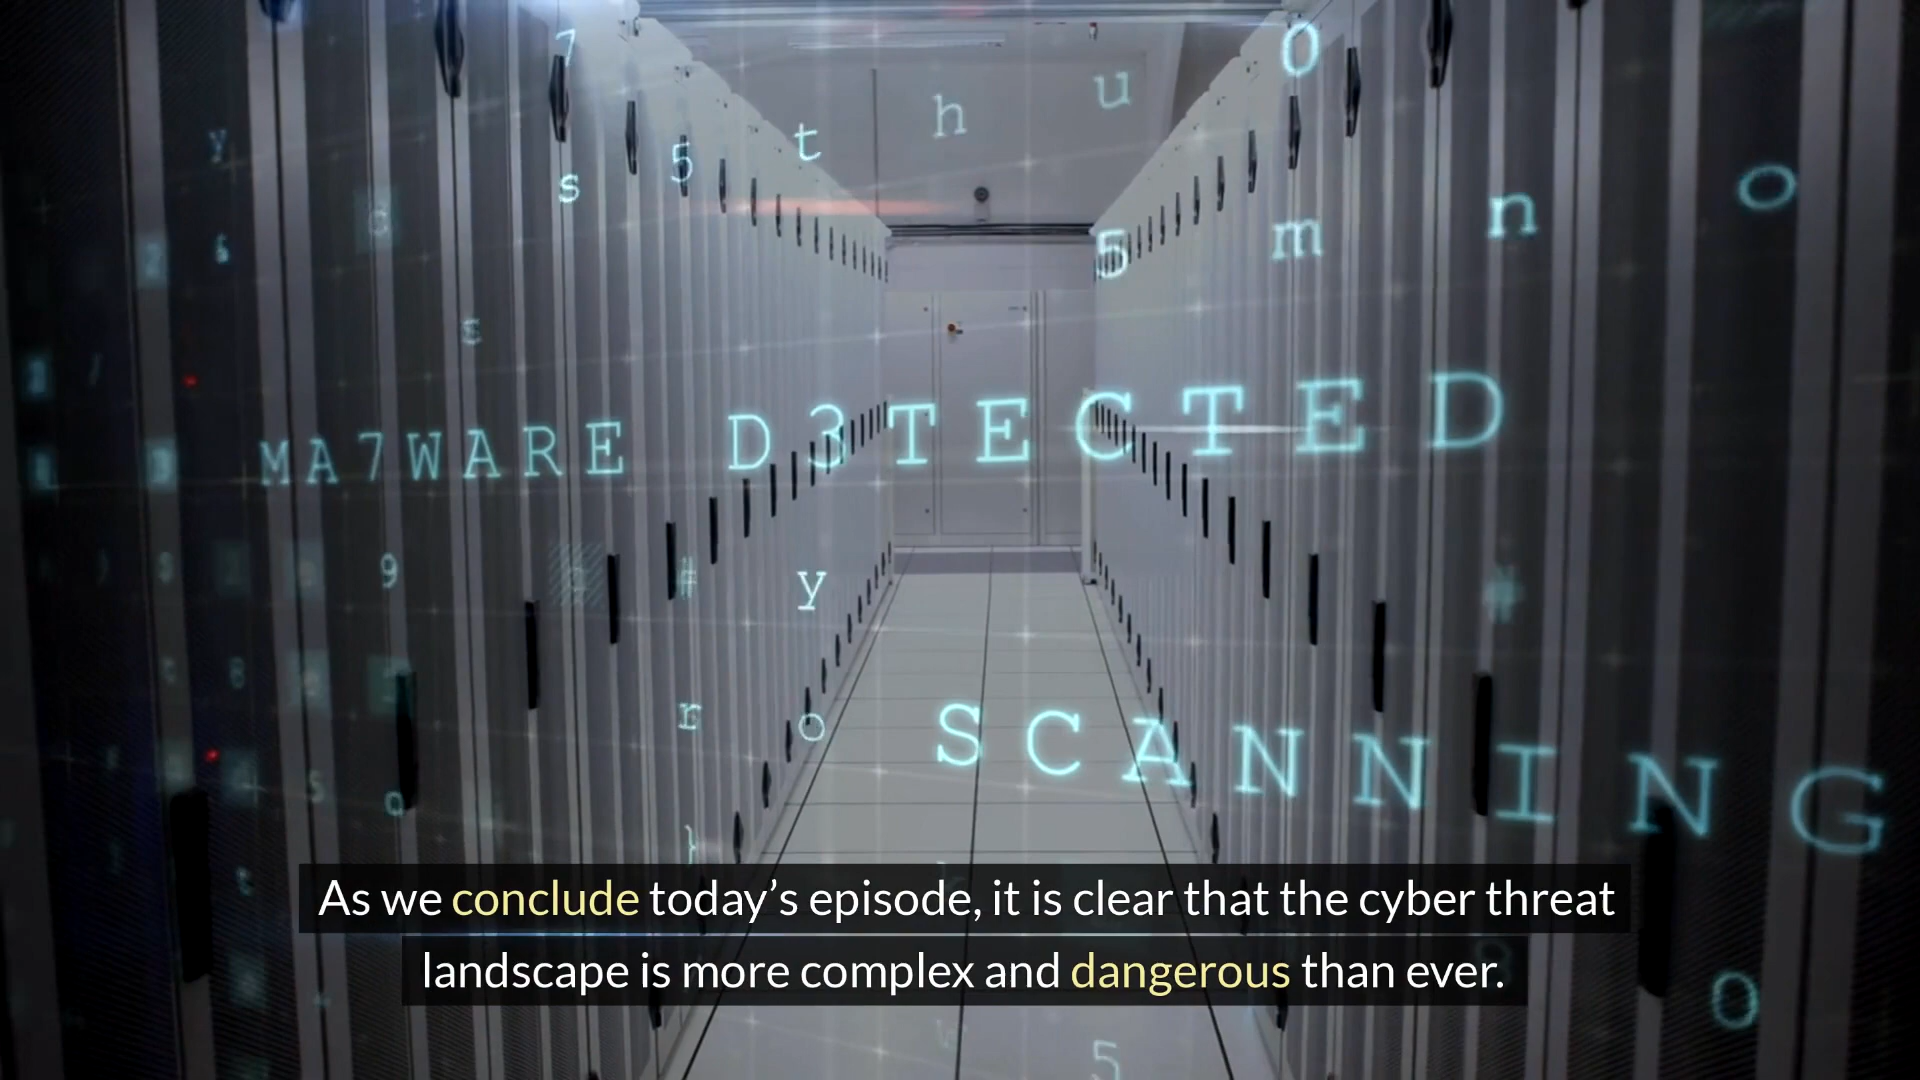 MA7WARE D3TECTED
SCANNING
As we conclude today’s episode, it is clear that the cyber threat
landscape is more complex and dangerous than ever.